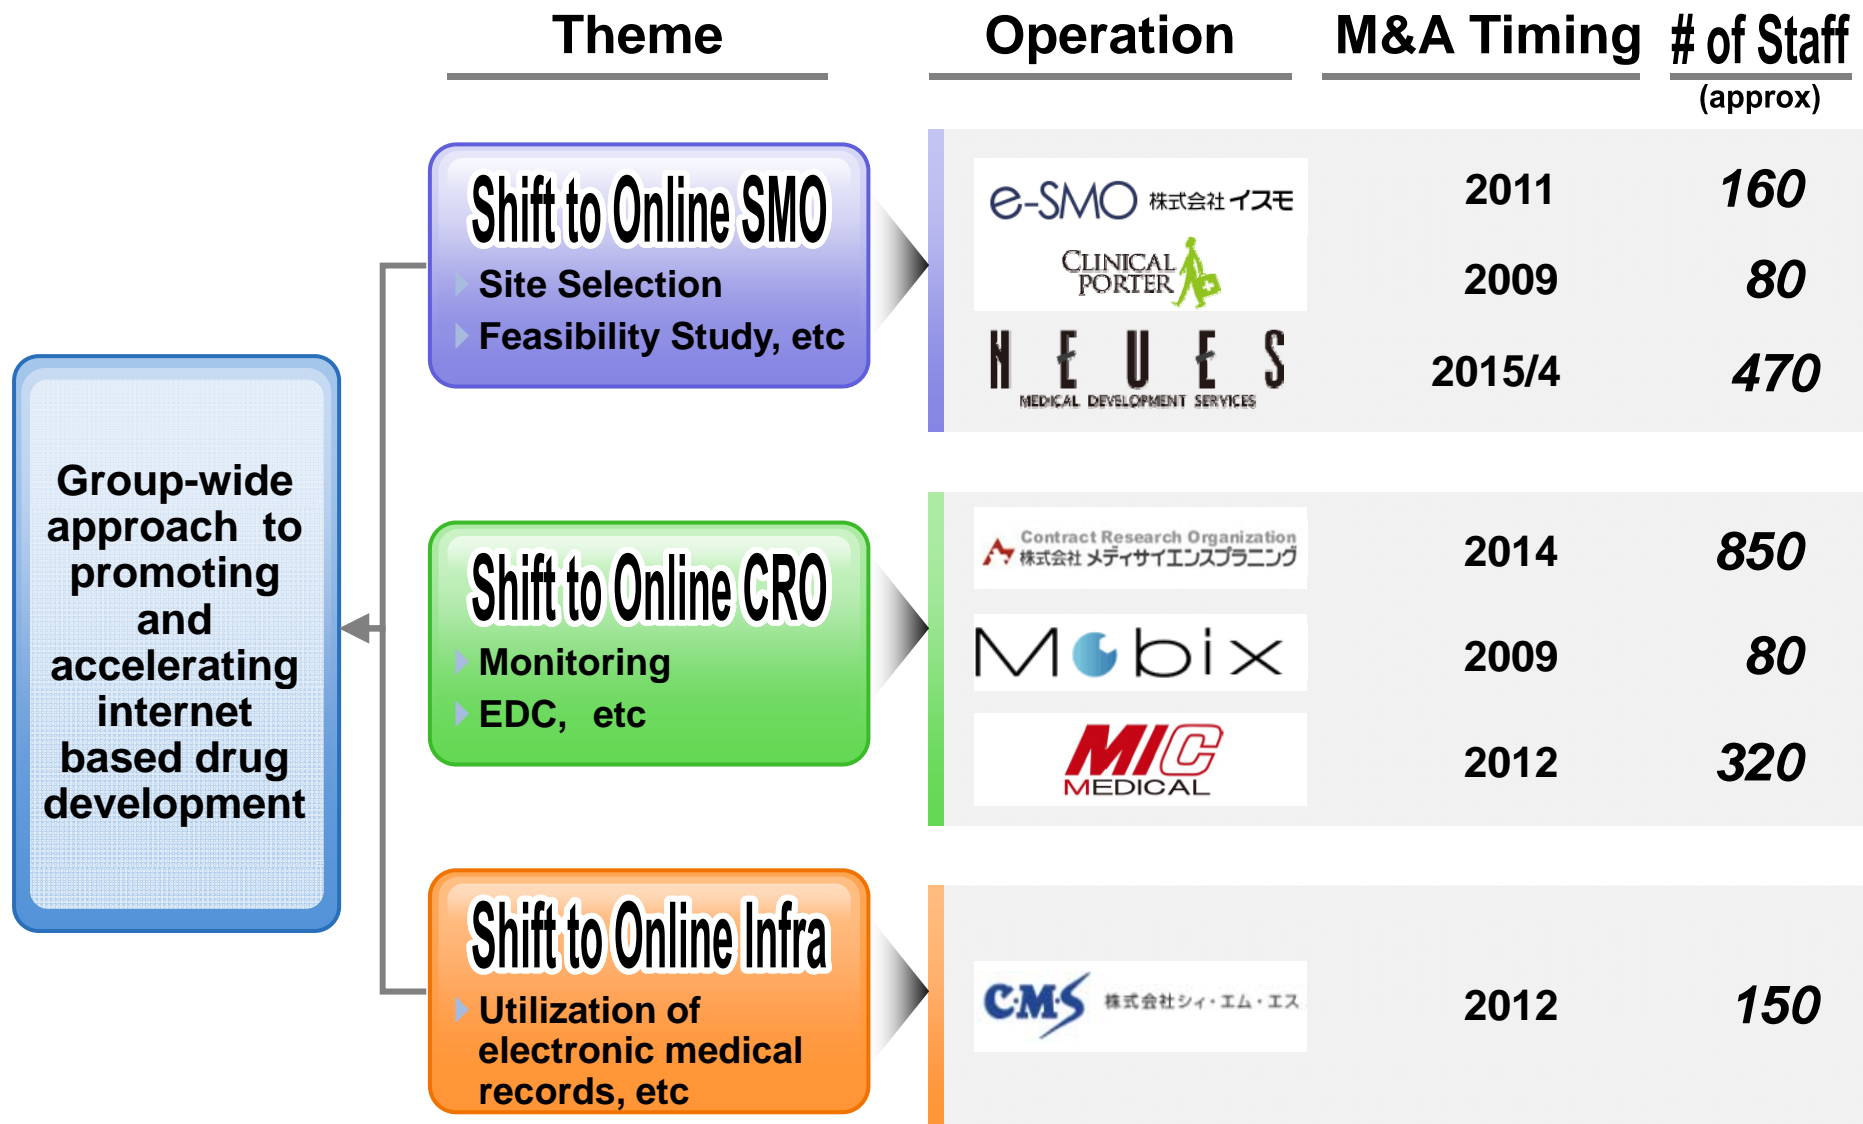 Theme
Operation
M&A Timing
# of Staff
(approx)
Group-wide
approach to
promoting
and
accelerating
internet
based drug
development
Shift to Online SMO
Site Selection
Feasibility Study, etc
e-SMO 株式会社イスモ
2011
160
CLINICAL
PORTER
2009
80
NEUES
MEDICAL DEVELOPMENT SERVICES
2015/4
470
Shift to Online CRO
Monitoring
EDC, etc
Contract Research Organization
株式会社 メディサイエンスプラニング
2014
850
Mobix
2009
80
MIC
MEDICAL
2012
320
Shift to Online Infra
Utilization of
electronic medical
records, etc
C·M·S 株式会社シィ・エム・エス
2012
150